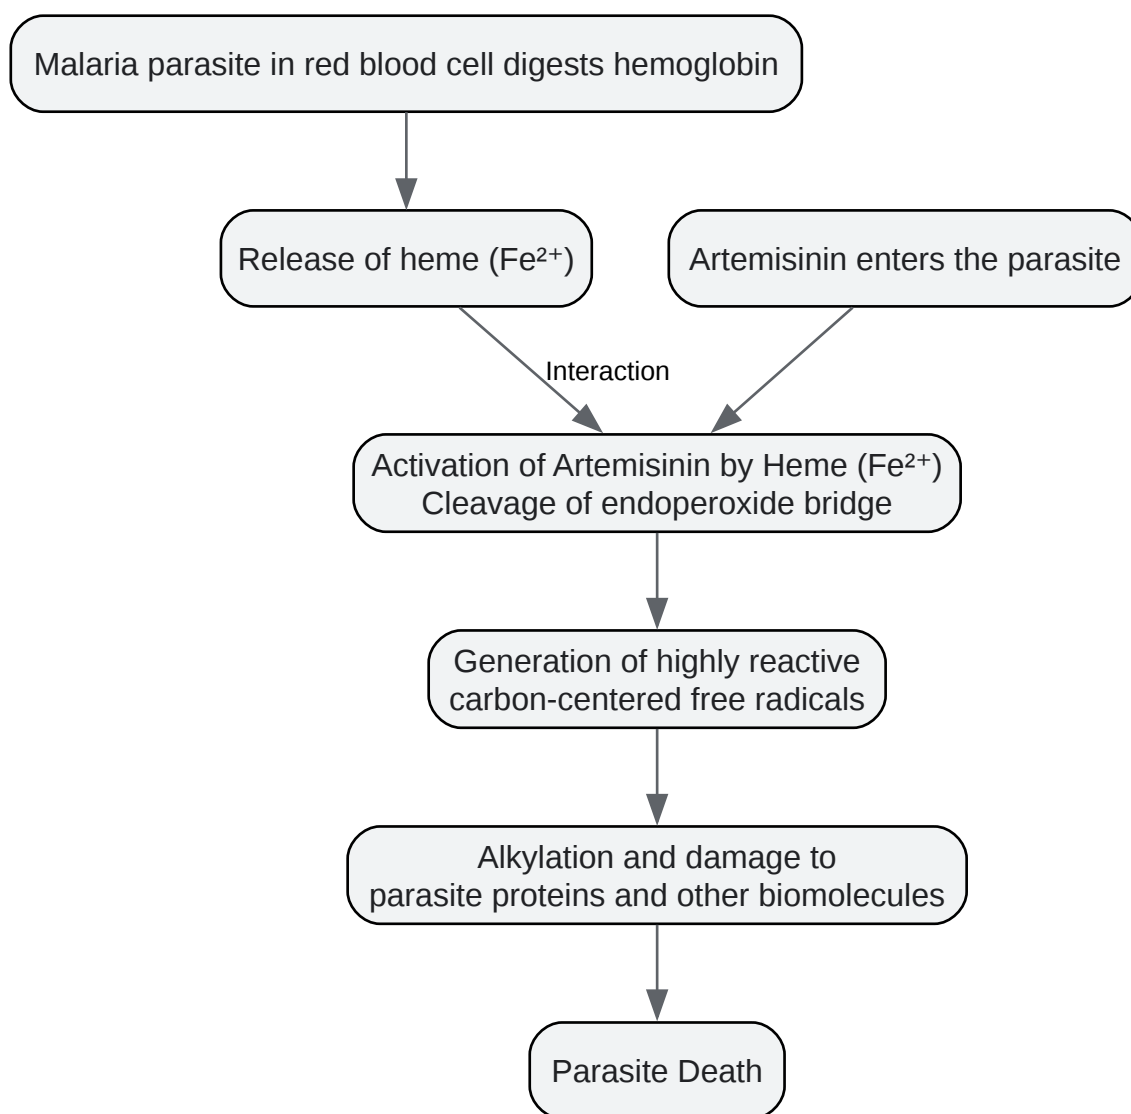 Malaria parasite in red blood cell digests hemoglobin
Release of heme (Fe²⁺)
Artemisinin enters the parasite
Interaction
Activation of Artemisinin by Heme (Fe²⁺)
Cleavage of endoperoxide bridge
Generation of highly reactive
carbon-centered free radicals
Alkylation and damage to
parasite proteins and other biomolecules
Parasite Death